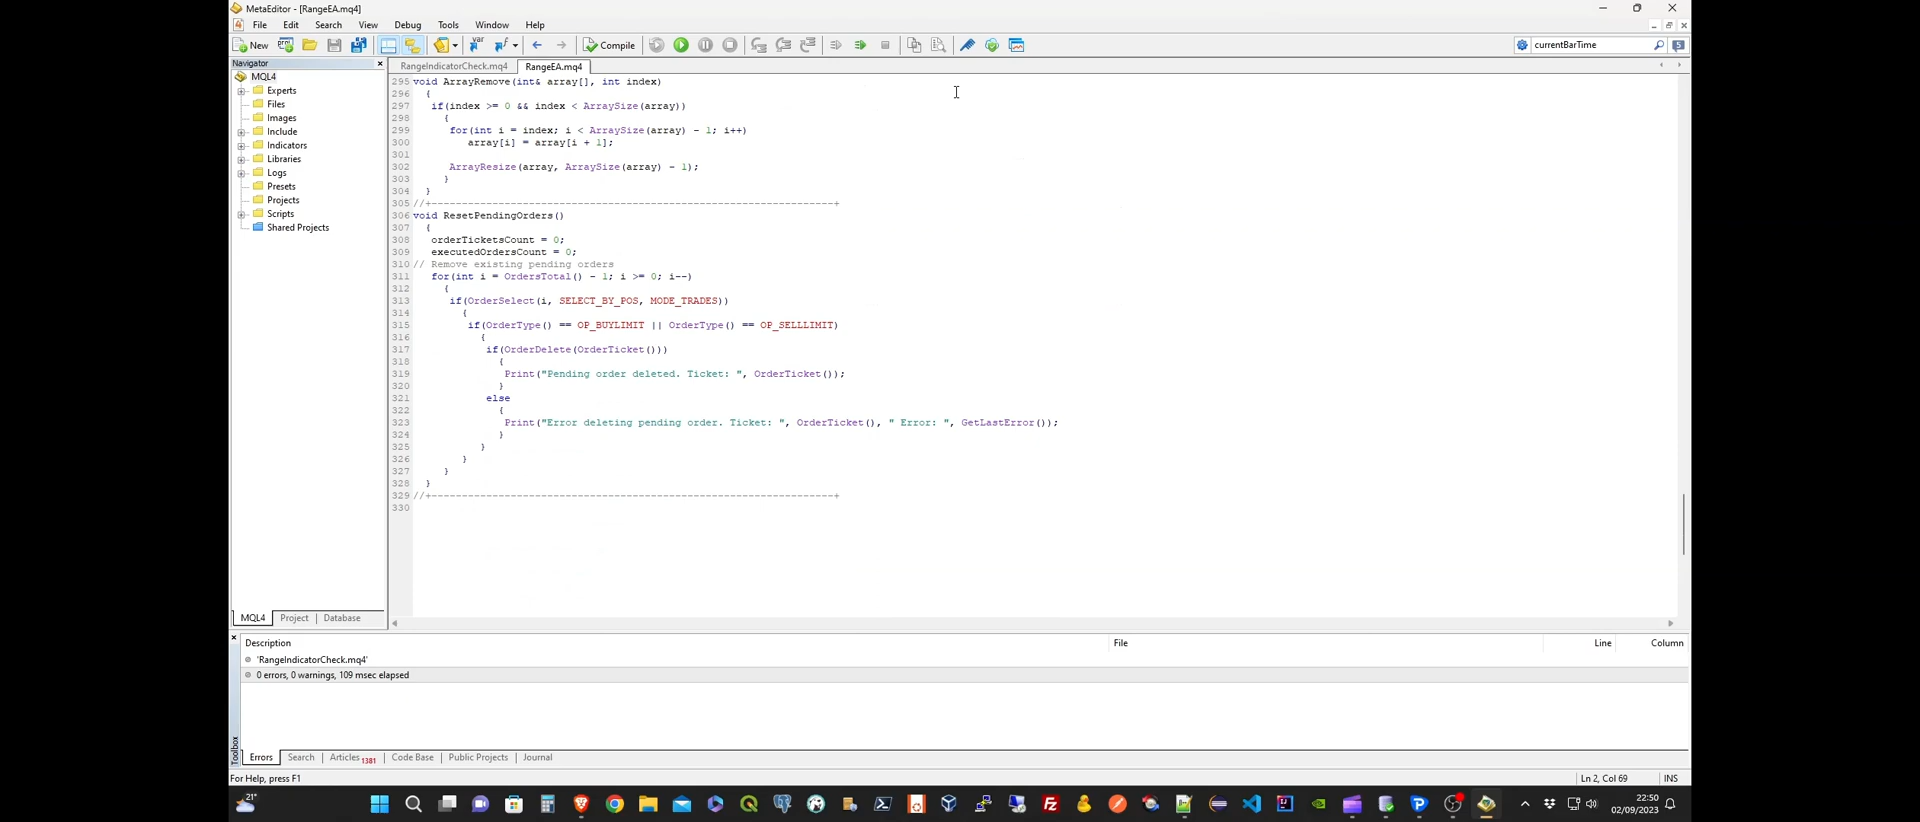 MetaEditor - [RangeEA.mq4]
File Edit Search View Debug Tools Window Help
New Compile currentBarTime
Navigator
MQL4
Experts
Files
Images
Include
Indicators
Libraries
Logs
Presets
Projects
Scripts
Shared Projects
MQL4 Project Database
RangeIndicatorCheck.mq4 RangeEA.mq4
295 void ArrayRemove(int& array[], int index)
296 {
297 if(index >= 0 && index < ArraySize(array))
298 {
299 for(int i = index; i < ArraySize(array) - 1; i++)
300 array[i] = array[i + 1];
301
302 ArrayResize(array, ArraySize(array) - 1);
303 }
304 }
305 //+------------------------------------------------------------------+
306 void ResetPendingOrders()
307 {
308 orderTicketsCount = 0;
309 executedOrdersCount = 0;
310 // Remove existing pending orders
311 for(int i = OrdersTotal() - 1; i >= 0; i--)
312 {
313 if(OrderSelect(i, SELECT_BY_POS, MODE_TRADES))
314 {
315 if(OrderType() == OP_BUYLIMIT || OrderType() == OP_SELLLIMIT)
316 {
317 if(OrderDelete(OrderTicket()))
318 {
319 Print("Pending order deleted. Ticket: ", OrderTicket());
320 }
321 else
322 {
323 Print("Error deleting pending order. Ticket: ", OrderTicket(), " Error: ", GetLastError());
324 }
325 }
326 }
327 }
328 }
329 //+------------------------------------------------------------------+
330
Description File Line Column
'RangeIndicatorCheck.mq4'
0 errors, 0 warnings, 109 msec elapsed
Toolbox
Errors Search Articles 1381 Code Base Public Projects Journal
For Help, press F1 Ln 2, Col 69 INS
21°
22:50
02/09/2023